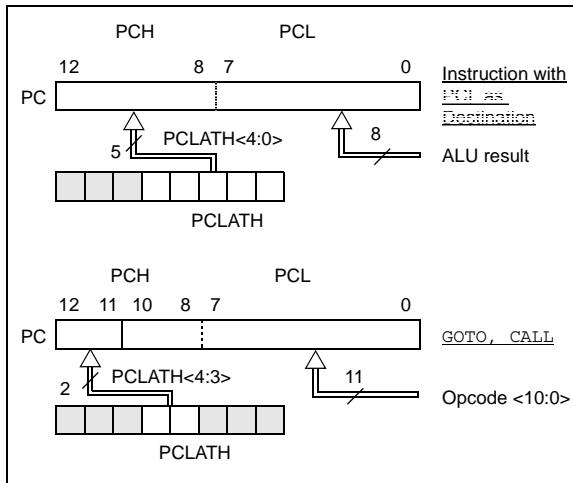 PCH PCL
12 8 7 0
PC
Instruction with
PCL as
Destination
5
PCLATH<4:0>
8
ALU result
PCLATH
PCH PCL
12 11 10 8 7 0
PC
GOTO, CALL
2
PCLATH<4:3>
11
Opcode <10:0>
PCLATH